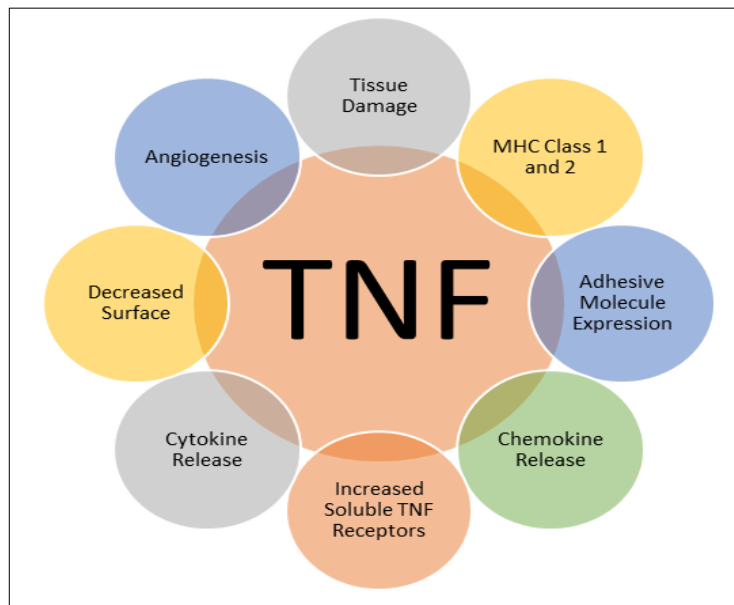 Tissue
Damage
MHC Class 1
and 2
Adhesive
Molecule
Expression
Chemokine
Release
Increased
Soluble TNF
Receptors
Cytokine
Release
Decreased
Surface
Angiogenesis
TNF